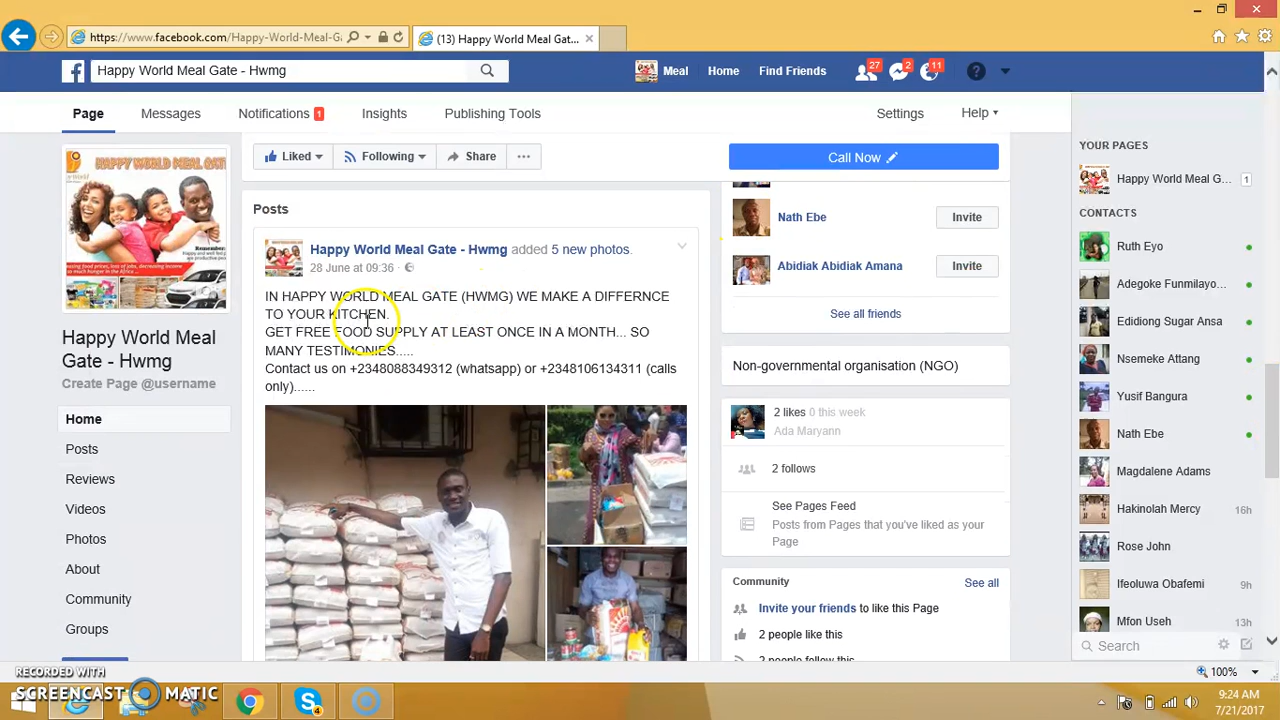 https://www.facebook.com/Happy-World-Meal-Ga
(13) Happy World Meal Gat...
Happy World Meal Gate - Hwmg
Meal
Home
Find Friends
27
2
11
Page
Messages
Notifications 1
Insights
Publishing Tools
Settings
Help
Liked
Following
Share
Call Now
HAPPY WORLD MEAL GATE
Happy World Meal
Gate - Hwmg
Create Page @username
Home
Posts
Reviews
Videos
Photos
About
Community
Groups
Posts
Happy World Meal Gate - Hwmg added 5 new photos.
28 June at 09:36
IN HAPPY WORLD MEAL GATE (HWMG) WE MAKE A DIFFERNCE
TO YOUR KITCHEN.
GET FREE FOOD SUPPLY AT LEAST ONCE IN A MONTH... SO
MANY TESTIMONIES.....
Contact us on +2348088349312 (whatsapp) or +2348106134311 (calls
only)......
Nath Ebe
Invite
Abidiak Abidiak Amana
Invite
See all friends
Non-governmental organisation (NGO)
2 likes 0 this week
Ada Maryann
2 follows
See Pages Feed
Posts from Pages that you've liked as your
Page
Community
See all
Invite your friends to like this Page
2 people like this
2 people follow this
YOUR PAGES
Happy World Meal G... 1
CONTACTS
Ruth Eyo
Adegoke Funmilayo...
Edidiong Sugar Ansa
Nsemeke Attang
Yusif Bangura
Nath Ebe
Magdalene Adams
Hakinolah Mercy 16h
Rose John
Ifeoluwa Obafemi 9h
Mfon Useh 13h
Search
100%
RECORDED WITH
SCREENCAST MATIC
4
9:24 AM
7/21/2017